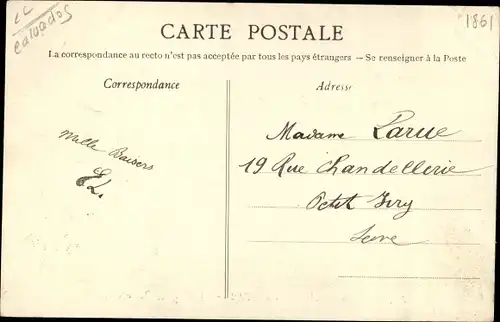 LC
Calvados
1861
CARTE POSTALE
La correspondance au recto n'est pas acceptée par tous les pays étrangers — Se renseigner à la Poste
Correspondance
Adresse
Mille Baisers
EL.
Madame Larue
19 Rue Chandellerie
Petit Ivry
Seine